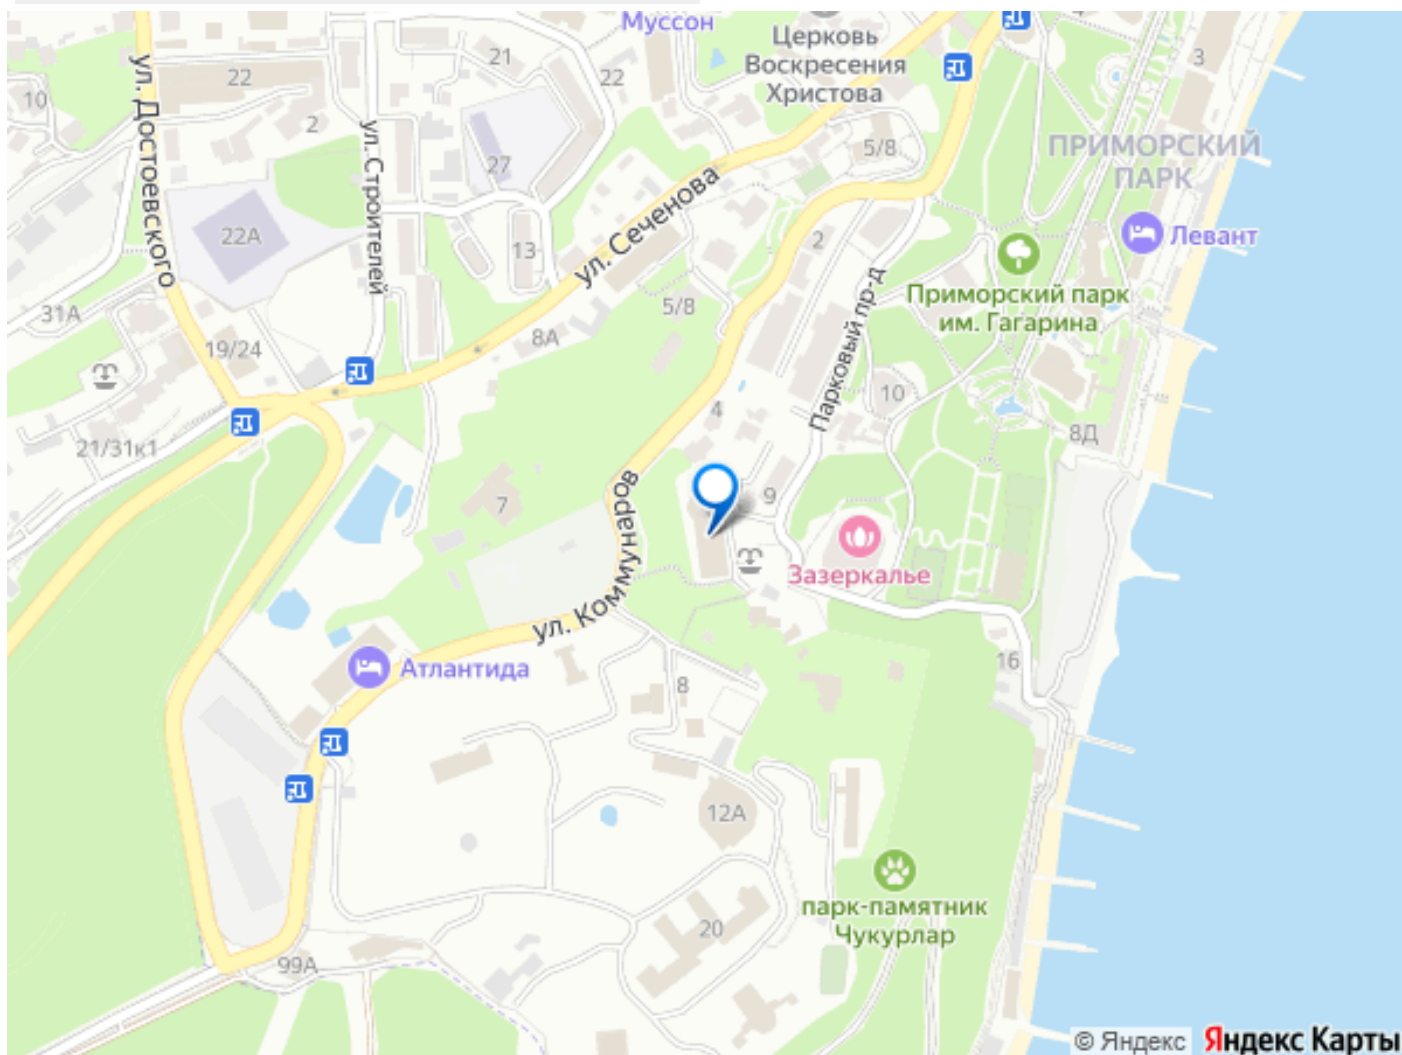 Муссон
Церковь
Воскресения
Христова
21
22
22
3
10
ул. Достоевского
2
ул. Строителей
27
5/8
ПРИМОРСКИЙ
ПАРК
ул. Сеченова
22А
13
2
Левант
Приморский парк
им. Гагарина
31А
5/8
8А
19/24
Парковый пр-д
10
4
8Д
21/31к1
7
9
ул. Коммунаров
Зазеркалье
16
Атлантида
8
12А
парк-памятник
Чукурлар
20
99А
© Яндекс Яндекс Карты